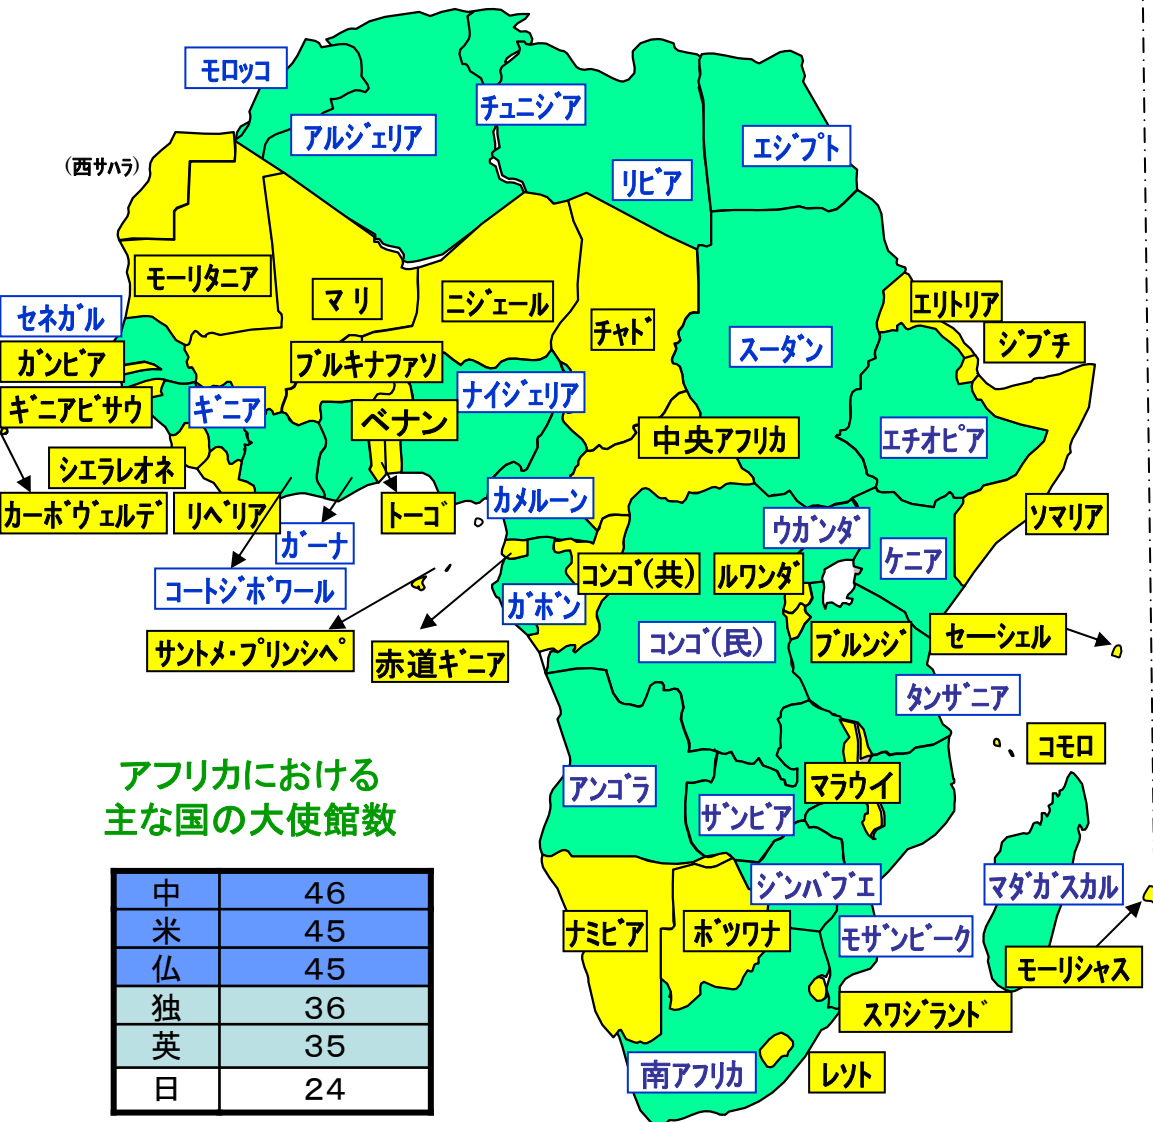 モロッコ
チュニジア
アルジェリア
エジプト
(西サハラ)
リビア
モーリタニア
マリ
ニジェール
エリトリア
セネガル
チャド
スーダン
ジブチ
ガンビア
ブルキナファソ
ナイジェリア
ギニアビサウ
ギニア
ベナン
中央アフリカ
エチオピア
シエラレオネ
カーボヴェルデ
リベリア
トーゴ
カメルーン
ソマリア
ウガンダ
ガーナ
ケニア
コンゴ(共)
ルワンダ
コートジボワール
ガボン
サントメ・プリンシペ
赤道ギニア
コンゴ(民)
ブルンジ
セーシェル
タンザニア
コモロ
アンゴラ
マラウイ
ザンビア
ジンバブエ
マダガスカル
ナミビア
ボツワナ
モザンビーク
モーリシャス
スワジランド
南アフリカ
レソト
アフリカにおける
主な国の大使館数
中 46
米 45
仏 45
独 36
英 35
日 24